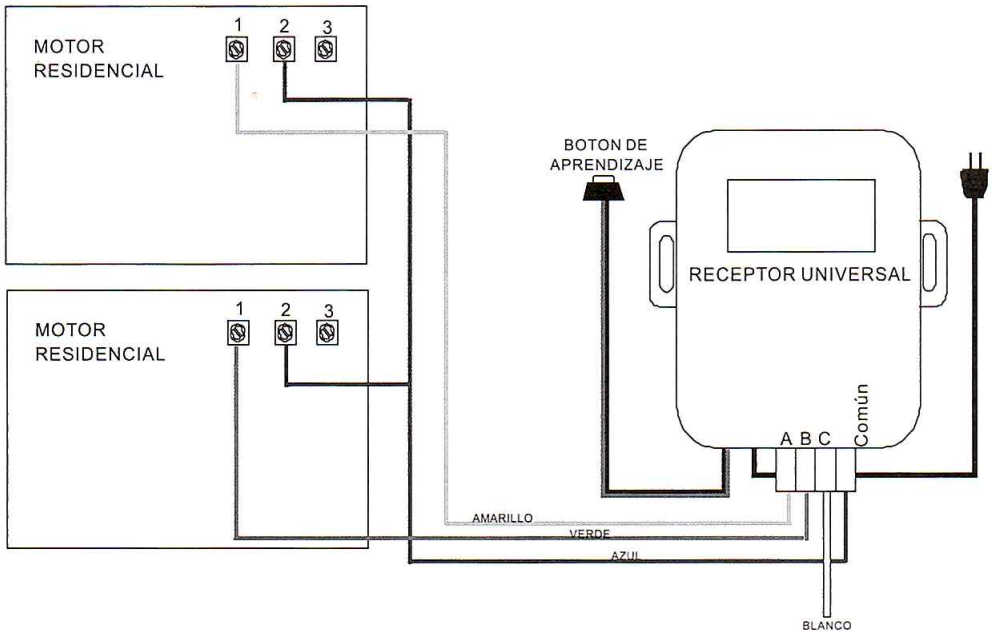 1 2 3
MOTOR
RESIDENCIAL
BOTON DE
APRENDIZAJE
RECEPTOR UNIVERSAL
1 2 3
MOTOR
RESIDENCIAL
A B C Común
AMARILLO
VERDE
AZUL
BLANCO